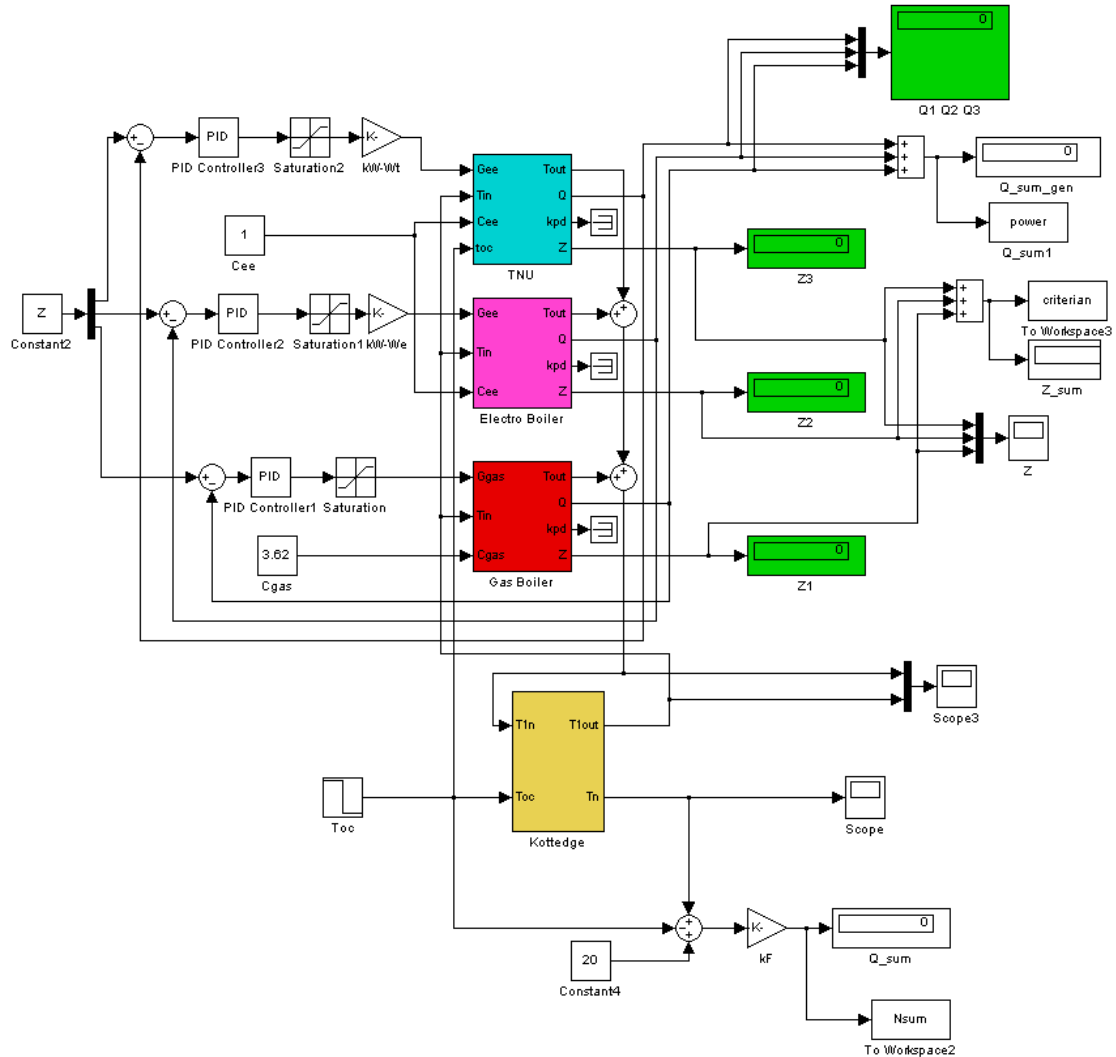 0
Q1 Q2 Q3
PID
PID Controller3
Saturation2
K-
kW-Wt
Gee
Tin
Cee
toc
Tout
Q
kpd
Z
TNU
+
+
+
0
Q_sum_gen
power
Q_sum1
1
Cee
0
Z3
Z
Constant2
+
−
+
−
PID
PID Controller2
Saturation1
K-
kW-We
Gee
Tin
Cee
Tout
Q
kpd
Z
Electro Boiler
+
+
+
+
+
criterian
To Workspace3
Z_sum
0
Z2
Z
+
−
PID
PID Controller1
Saturation
Ggas
Tin
Cgas
Tout
Q
kpd
Z
Gas Boiler
+
+
3.62
Cgas
0
Z1
T1n
Toc
T1out
Tn
Kottedge
Scope3
Toc
Scope
+
−
+
20
Constant4
K-
kF
0
Q_sum
Nsum
To Workspace2